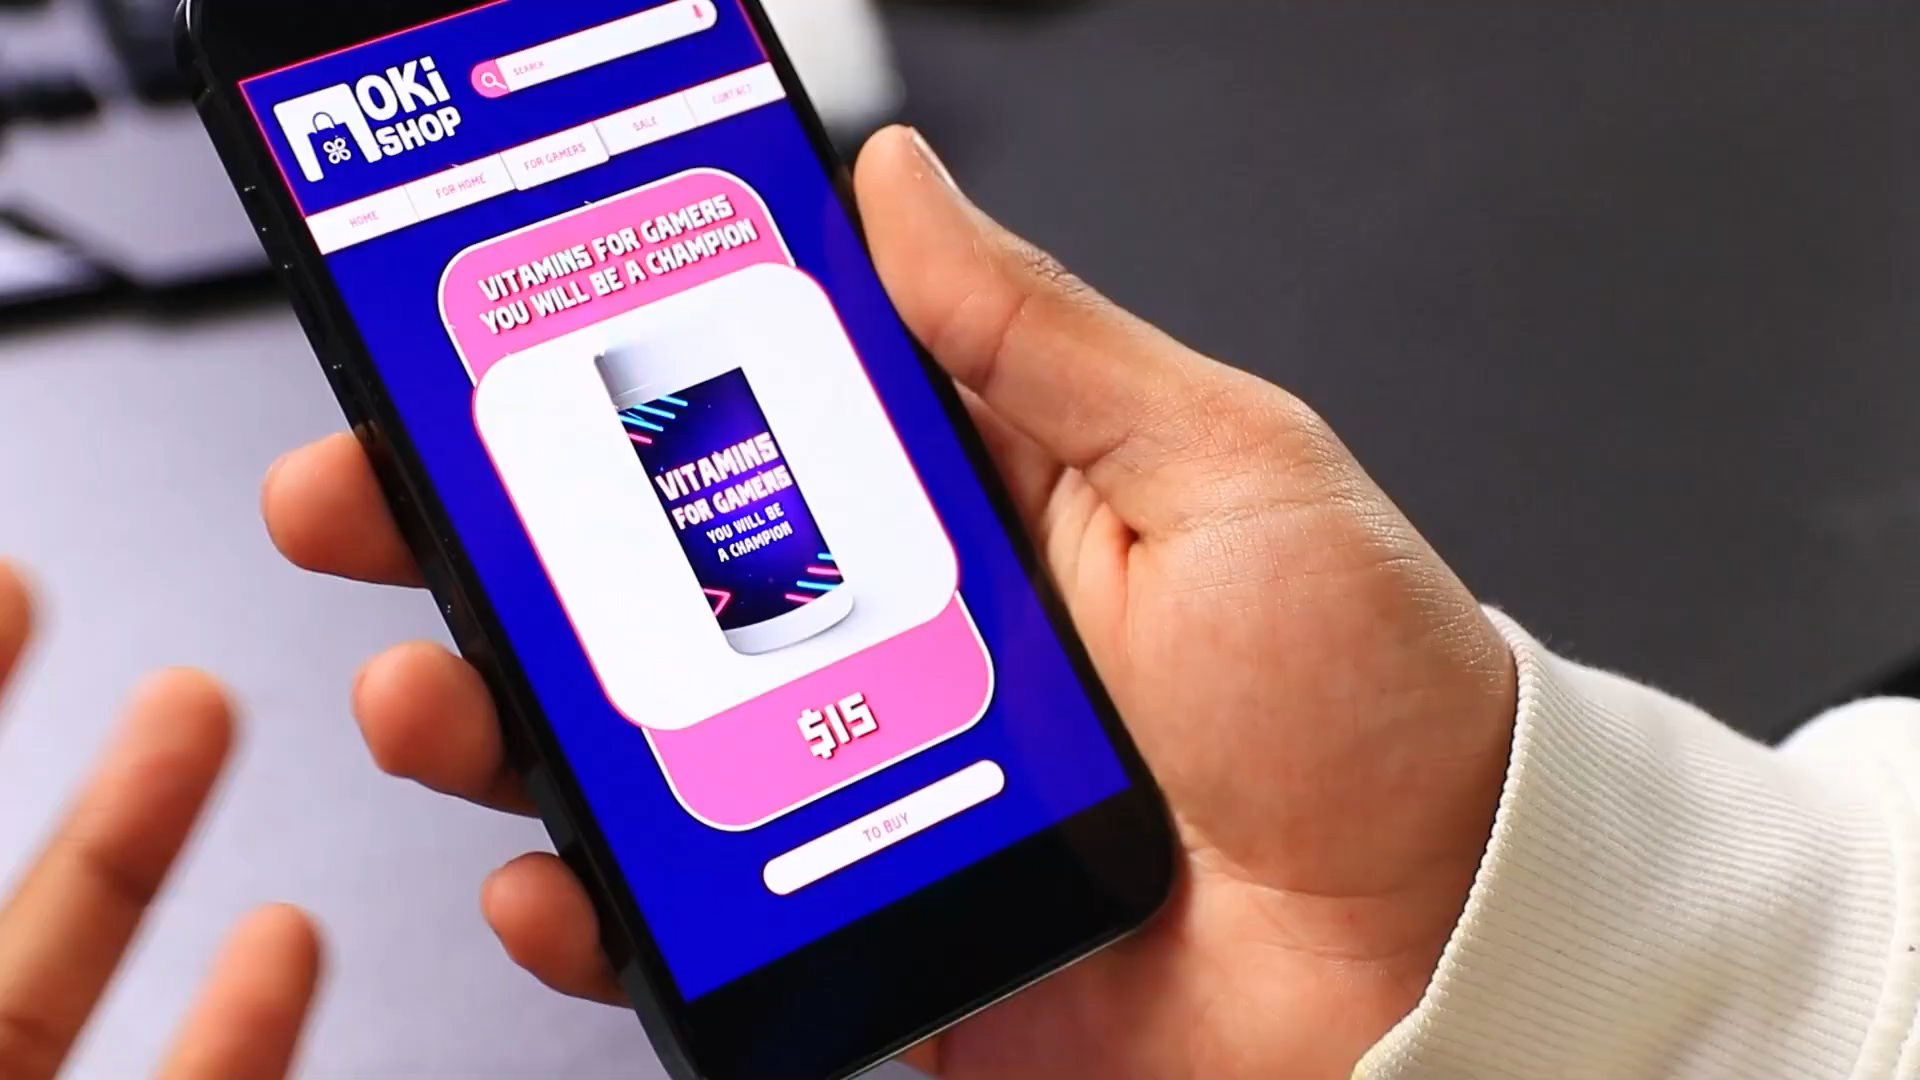 OKi
SHOP
SEARCH
HOME
FOR HOME
FOR GAMERS
SALE
CONTACT
VITAMINS FOR GAMERS
YOU WILL BE A CHAMPION
VITAMINS
FOR GAMERS
YOU WILL BE
A CHAMPION
$15
TO BUY